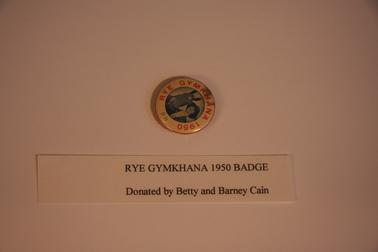 RYE GYMKHANA 1950
RYE GYMKHANA 1950 BADGE
Donated by Betty and Barney Cain